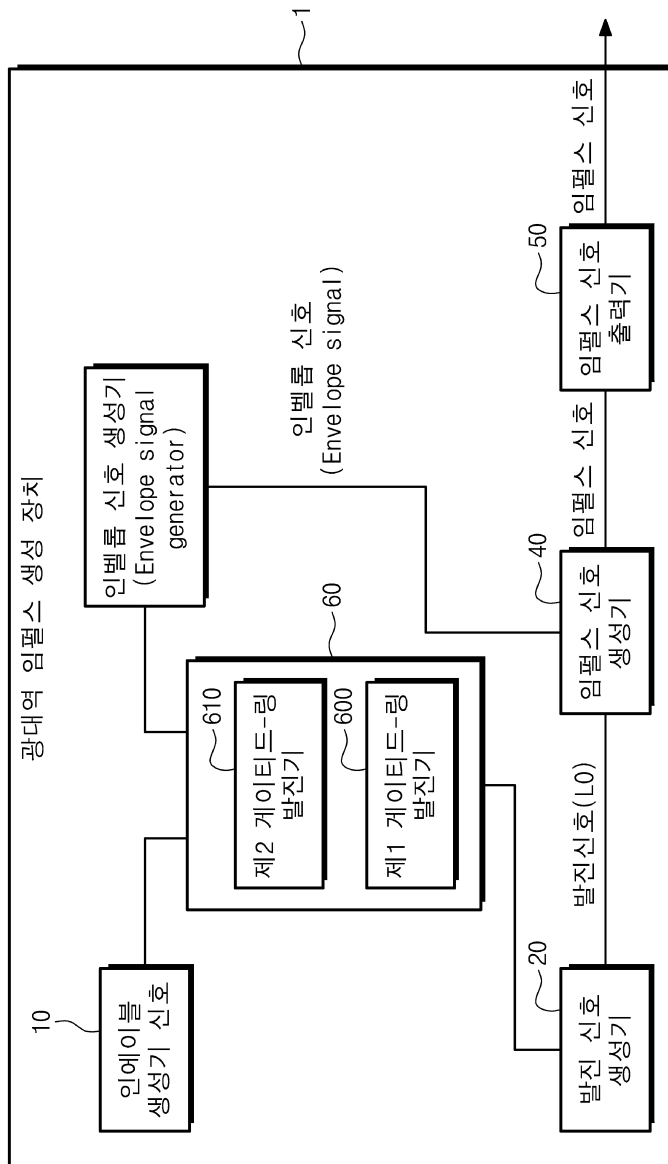 광대역 임펄스 생성 장치
1
10
인에이블
생성기 신호
인벨롭 신호 생성기
(Envelope signal
generator)
60
제2 게이티드-링
발진기
610
제1 게이티드-링
발진기
600
인벨롭 신호
(Envelope signal)
20
발진 신호
생성기
발진신호(LO)
40
임펄스 신호
생성기
임펄스 신호
50
임펄스 신호
출력기
임펄스 신호